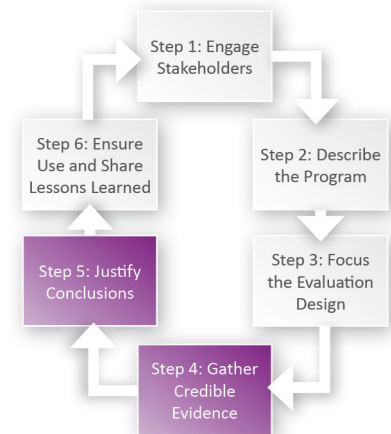 Step 1: Engage
Stakeholders
Step 2: Describe
the Program
Step 3: Focus
the Evaluation
Design
Step 4: Gather
Credible
Evidence
Step 5: Justify
Conclusions
Step 6: Ensure
Use and Share
Lessons Learned